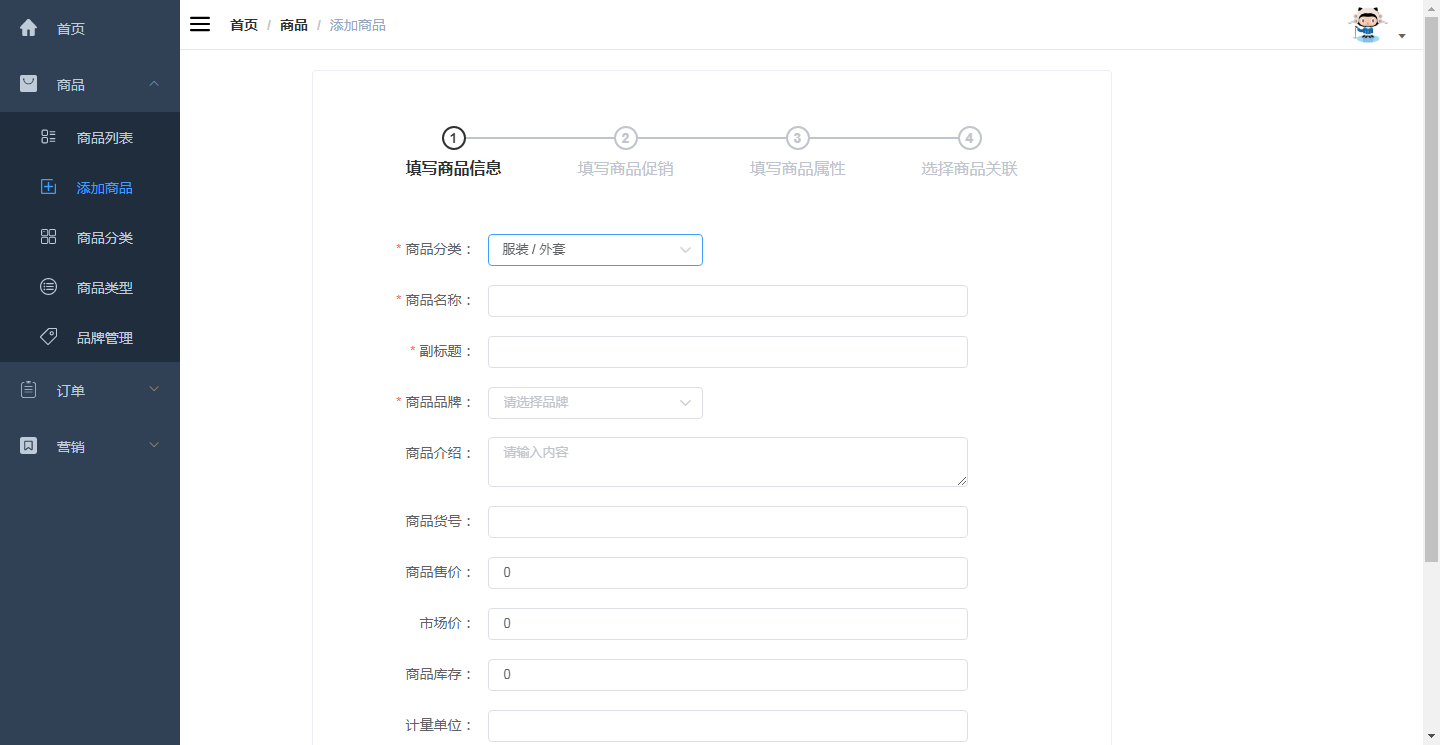 首页
商品
商品列表
添加商品
商品分类
商品类型
品牌管理
订单
营销
首页 / 商品 / 添加商品
1 2 3 4
填写商品信息 填写商品促销 填写商品属性 选择商品关联
* 商品分类： 服装 / 外套
* 商品名称：
* 副标题：
* 商品品牌： 请选择品牌
商品介绍： 请输入内容
商品货号：
商品售价： 0
市场价： 0
商品库存： 0
计量单位：